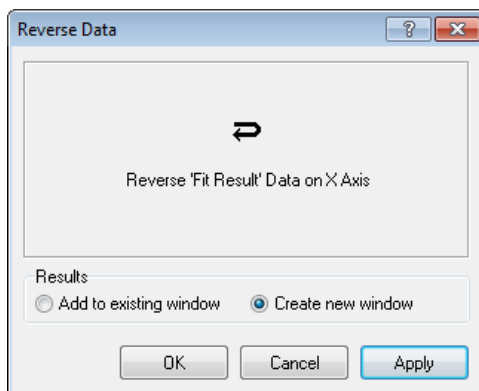 Reverse Data
Reverse 'Fit Result' Data on X Axis
Results
Add to existing window Create new window
OK Cancel Apply